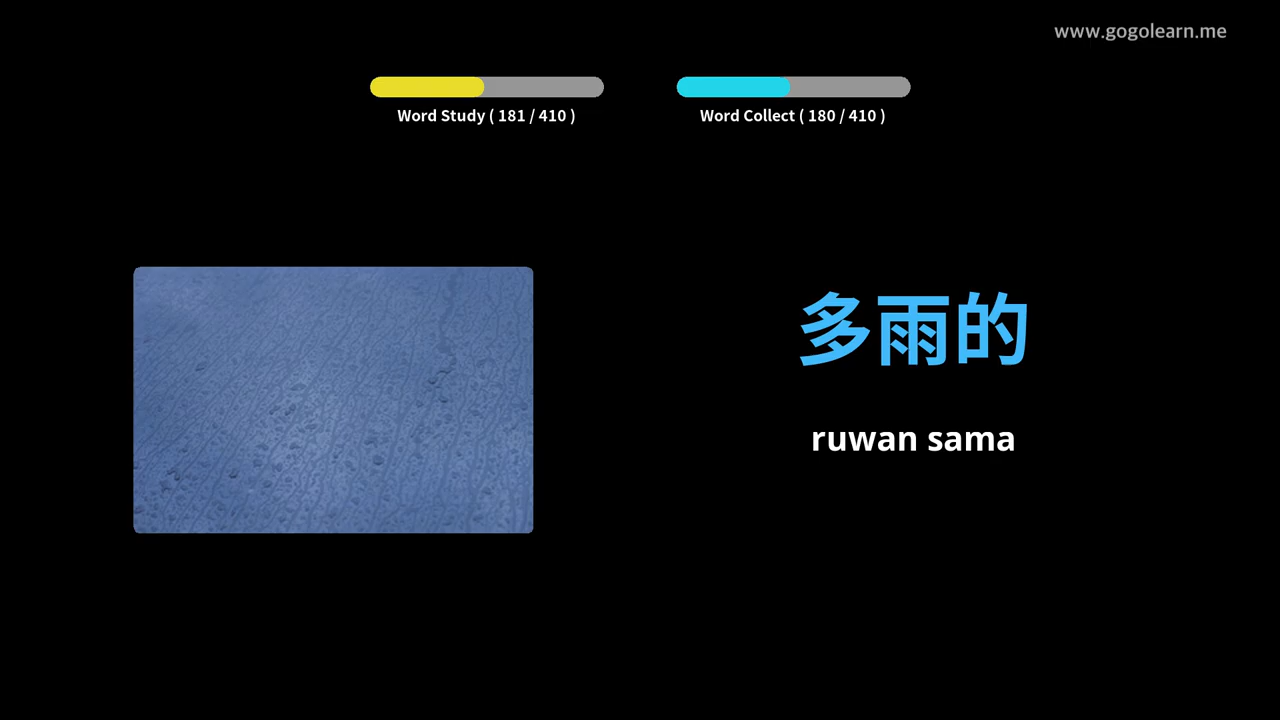 www.gogolearn.me
Word Study ( 181 / 410 )
Word Collect ( 180 / 410 )
多雨的
ruwan sama